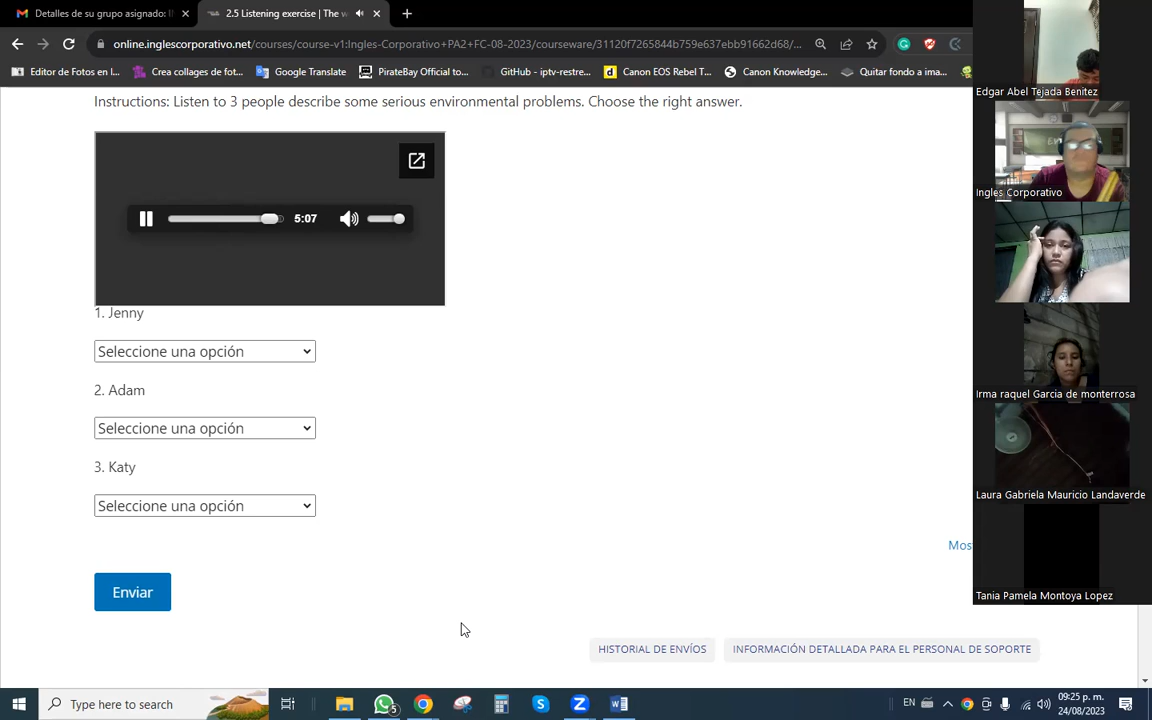 Detalles de su grupo asignado: I
2.5 Listening exercise | The w
online.inglescorporativo.net/courses/course-v1:Ingles-Corporativo+PA2+FC-08-2023/courseware/31120f7265844b759e637ebb91662d68/...
Editor de Fotos en l...
Crea collages de fot...
Google Translate
PirateBay Official to...
GitHub - iptv-restre...
Canon EOS Rebel T...
Canon Knowledge...
Quitar fondo a ima...
Instructions: Listen to 3 people describe some serious environmental problems. Choose the right answer.
5:07
1. Jenny
Seleccione una opción
2. Adam
Seleccione una opción
3. Katy
Seleccione una opción
Mos
Enviar
HISTORIAL DE ENVÍOS
INFORMACIÓN DETALLADA PARA EL PERSONAL DE SOPORTE
Edgar Abel Tejada Benitez
Ingles Corporativo
Irma raquel Garcia de monterrosa
Laura Gabriela Mauricio Landaverde
Tania Pamela Montoya Lopez
Type here to search
5
EN
09:25 p. m.
24/08/2023